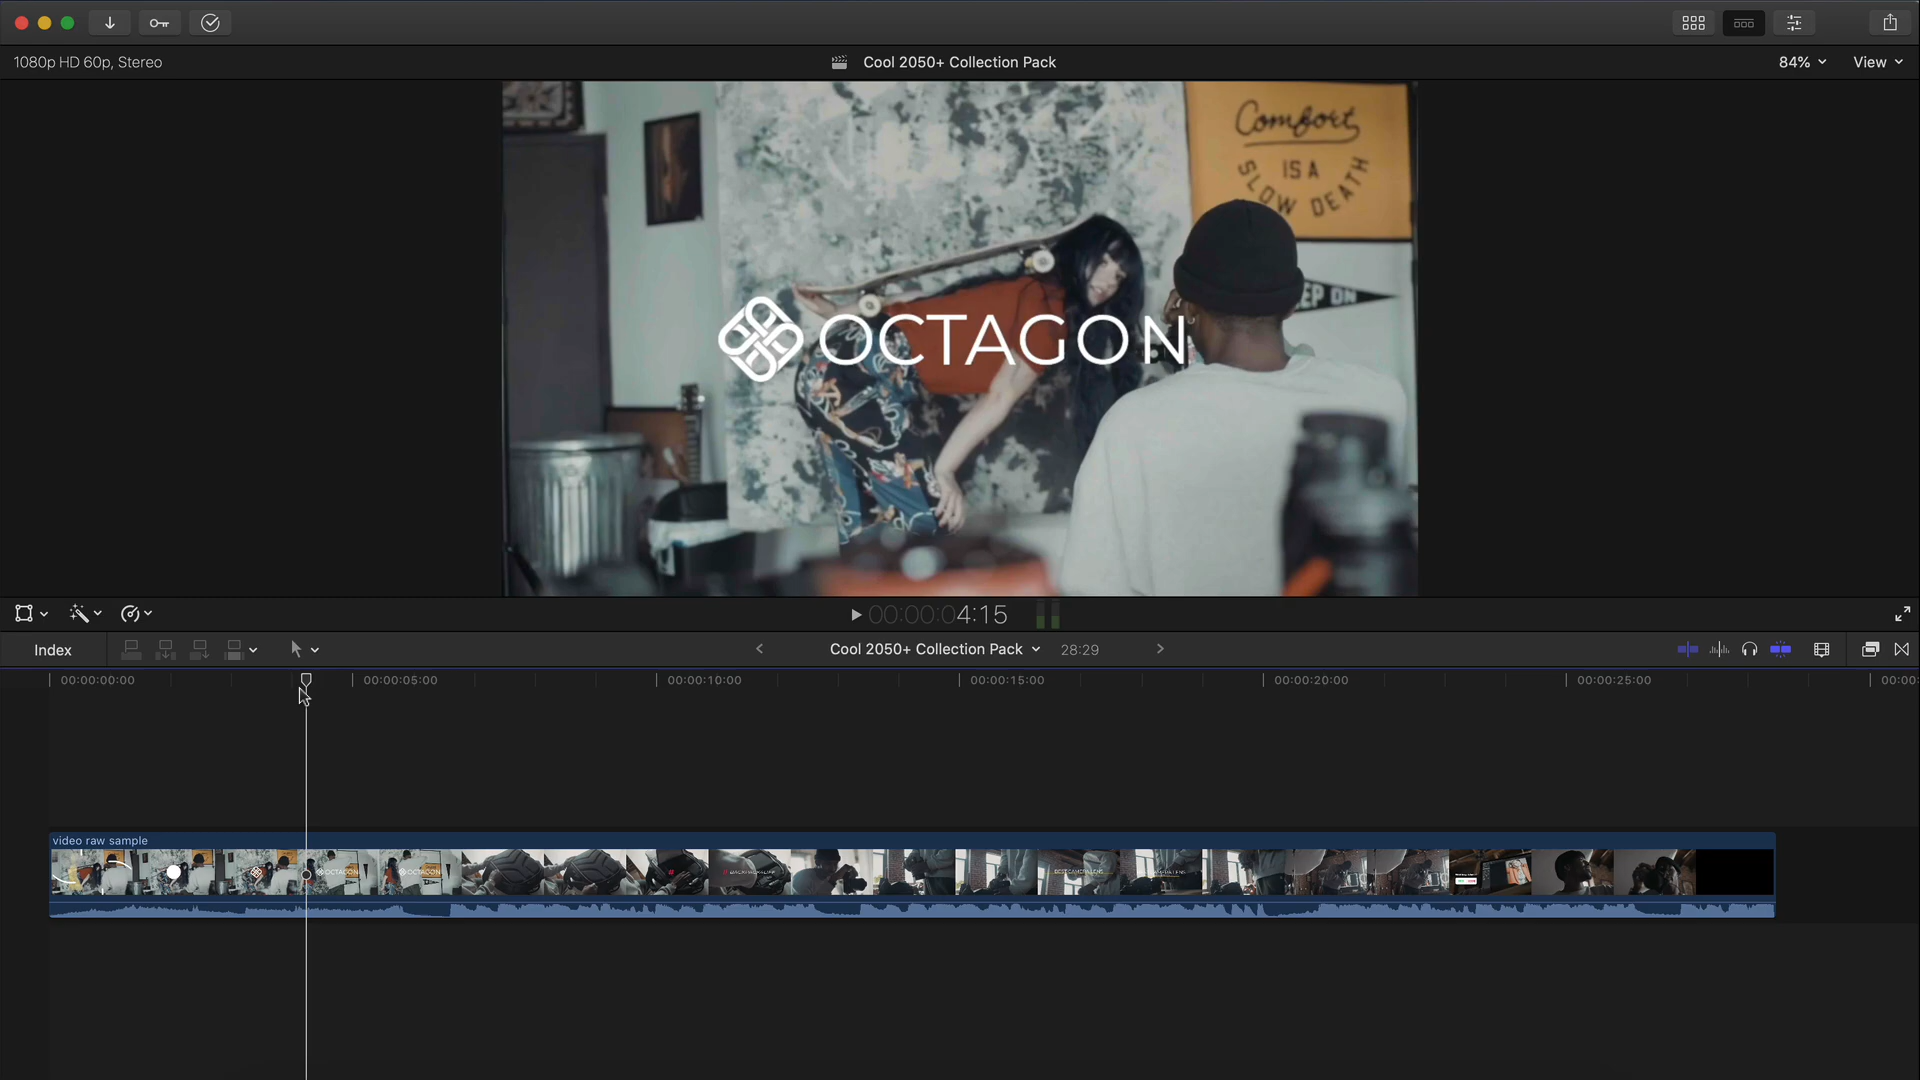 1080p HD 60p, Stereo
Cool 2050+ Collection Pack
84%
View
Comfort
IS A
SLOW DEATH
EP ON
OCTAGON
00:00:04:15
Index
Cool 2050+ Collection Pack
28:29
00:00:00:00
00:00:05:00
00:00:10:00
00:00:15:00
00:00:20:00
00:00:25:00
00:00:
video raw sample
OCTAGON
OCTAGON